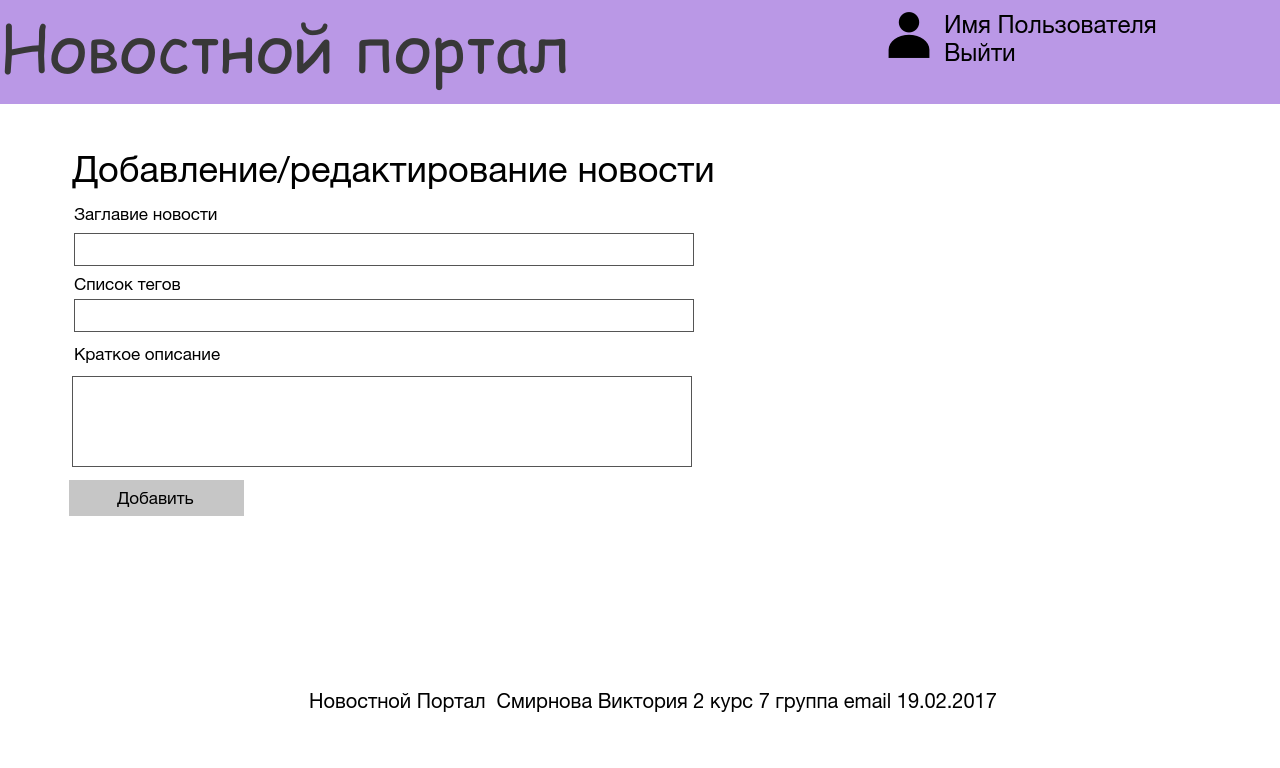 Новостной портал
Имя Пользователя
Выйти
Добавление/редактирование новости
Заглавие новости
Список тегов
Краткое описание
Добавить
Новостной Портал  Смирнова Виктория 2 курс 7 группа email 19.02.2017